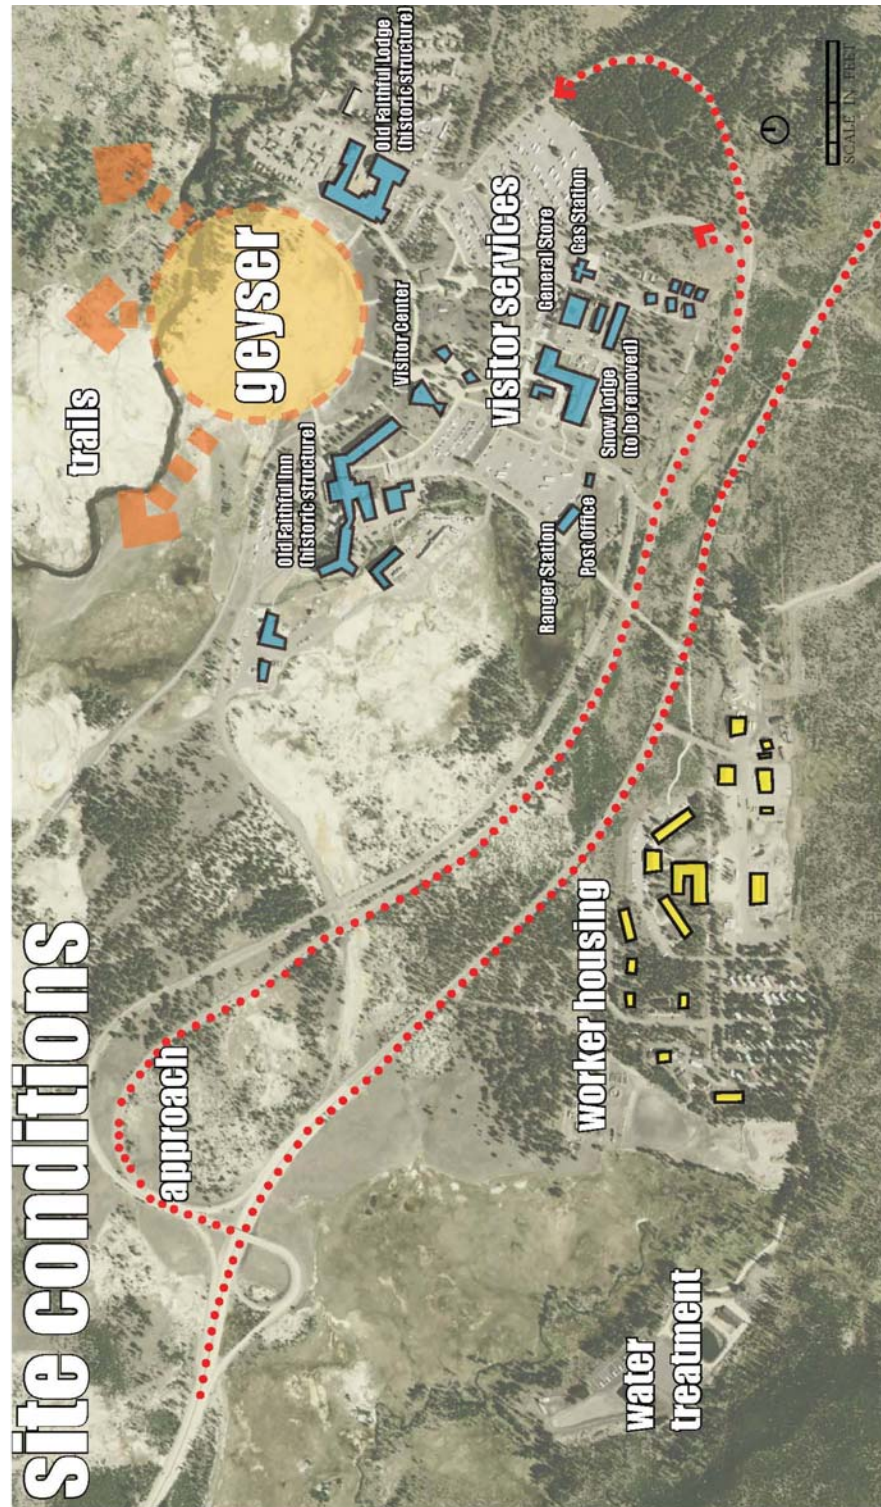 site conditions
trails
geyser
Old Faithful Lodge
(historic structure)
Old Faithful Inn
(historic structure)
Visitor Center
visitor services
General Store
Gas Station
Snow Lodge
(to be removed)
Ranger Station
Post Office
approach
worker housing
water
treatment
SCALE IN FEET